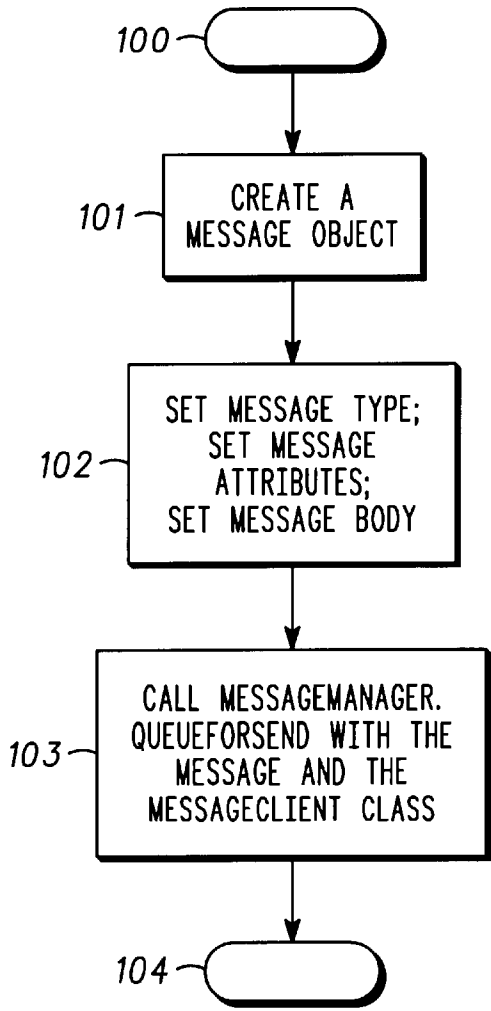 100
101
CREATE A
MESSAGE OBJECT
102
SET MESSAGE TYPE;
SET MESSAGE
ATTRIBUTES;
SET MESSAGE BODY
103
CALL MESSAGEMANAGER.
QUEUEFORSEND WITH THE
MESSAGE AND THE
MESSAGECLIENT CLASS
104